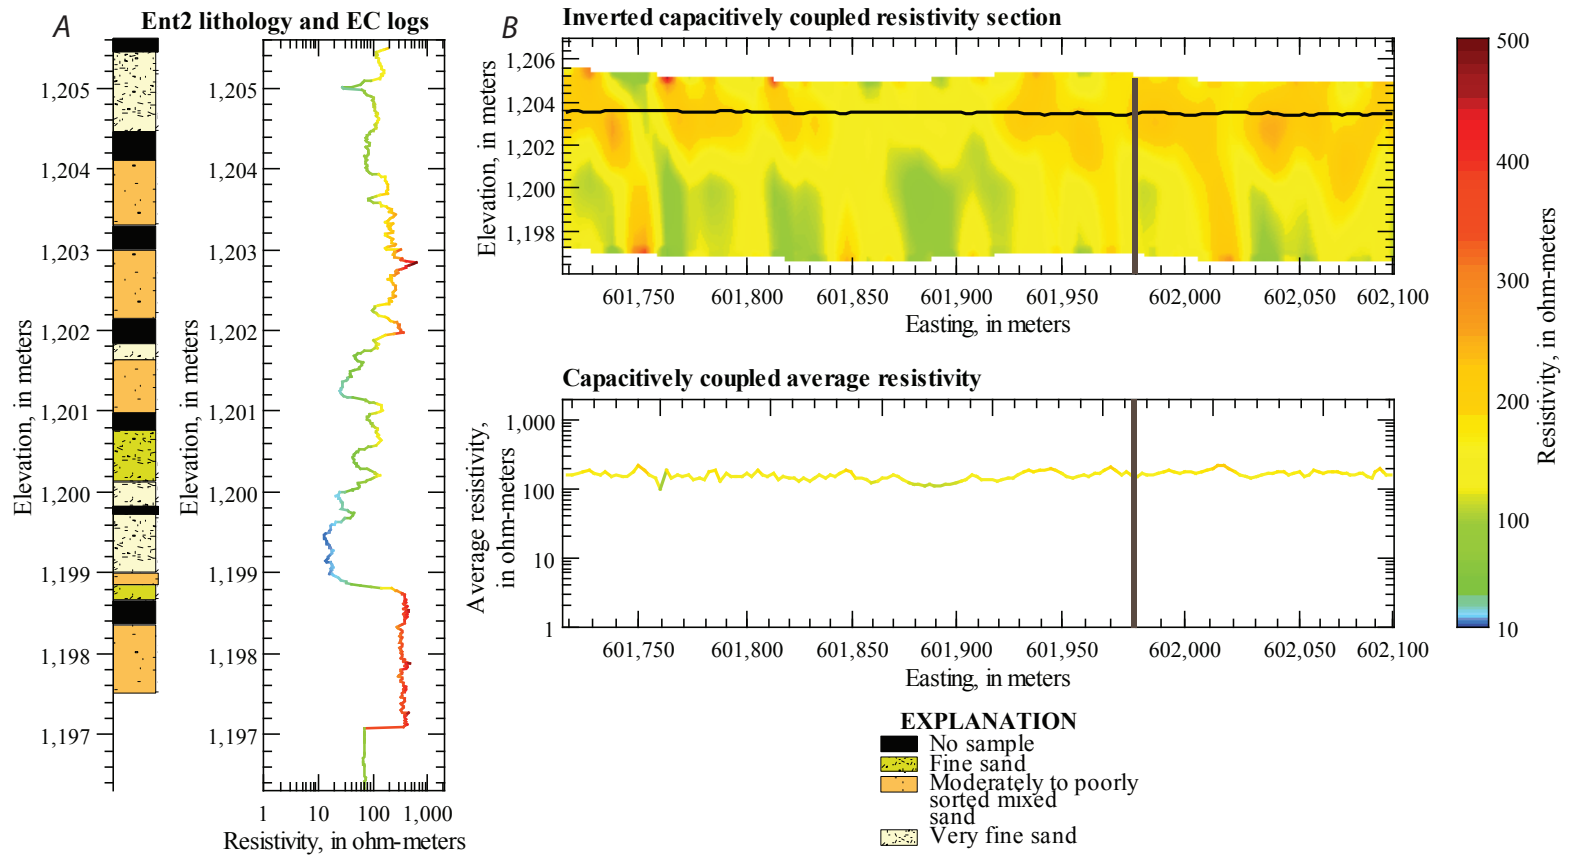 A
Ent2 lithology and EC logs
Elevation, in meters
1,205
1,204
1,203
1,202
1,201
1,200
1,199
1,198
1,197
Elevation, in meters
1,205
1,204
1,203
1,202
1,201
1,200
1,199
1,198
1,197
1 10 100 1,000
Resistivity, in ohm-meters
B
Inverted capacitively coupled resistivity section
Elevation, in meters
1,206
1,204
1,202
1,200
1,198
601,750 601,800 601,850 601,900 601,950 602,000 602,050 602,100
Easting, in meters
Capacitively coupled average resistivity
Average resistivity,
in ohm-meters
1,000
100
10
1
601,750 601,800 601,850 601,900 601,950 602,000 602,050 602,100
Easting, in meters
500
400
300
200
100
10
Resistivity, in ohm-meters
EXPLANATION
No sample
Fine sand
Moderately to poorly
sorted mixed
sand
Very fine sand